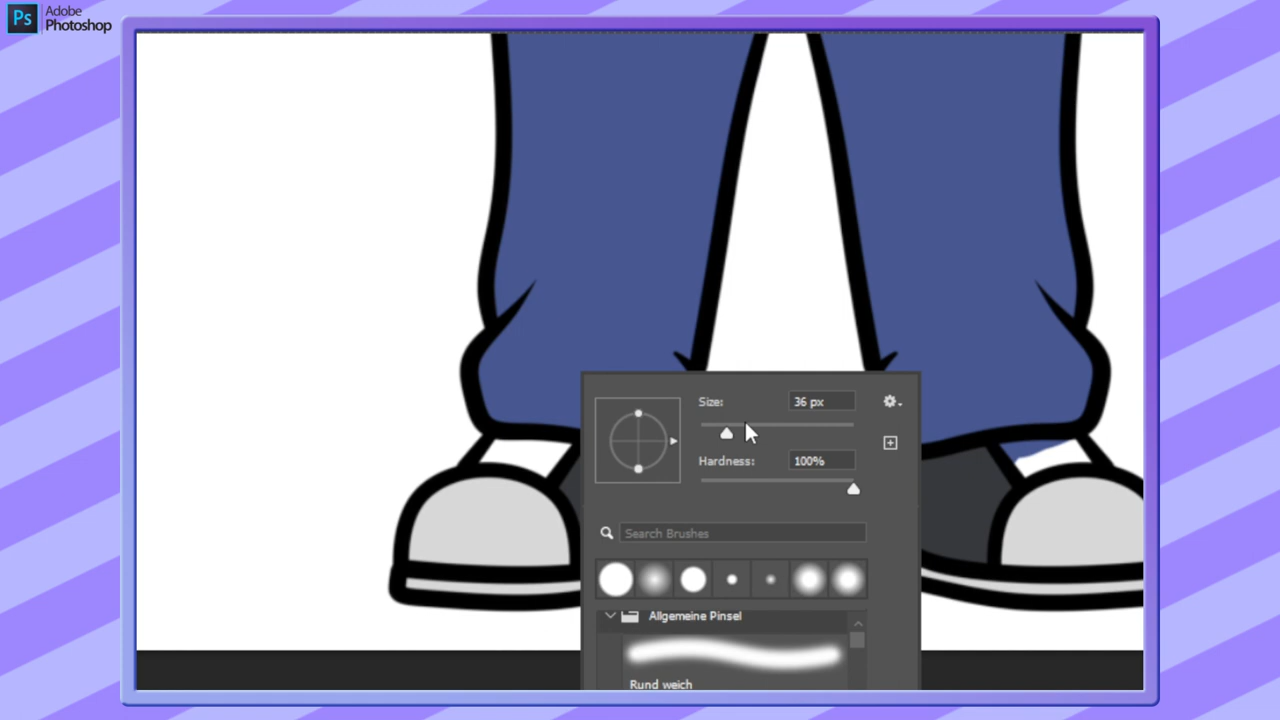 Ps
Adobe
Photoshop
Size:
36 px
Hardness:
100%
Search Brushes
Allgemeine Pinsel
Rund weich